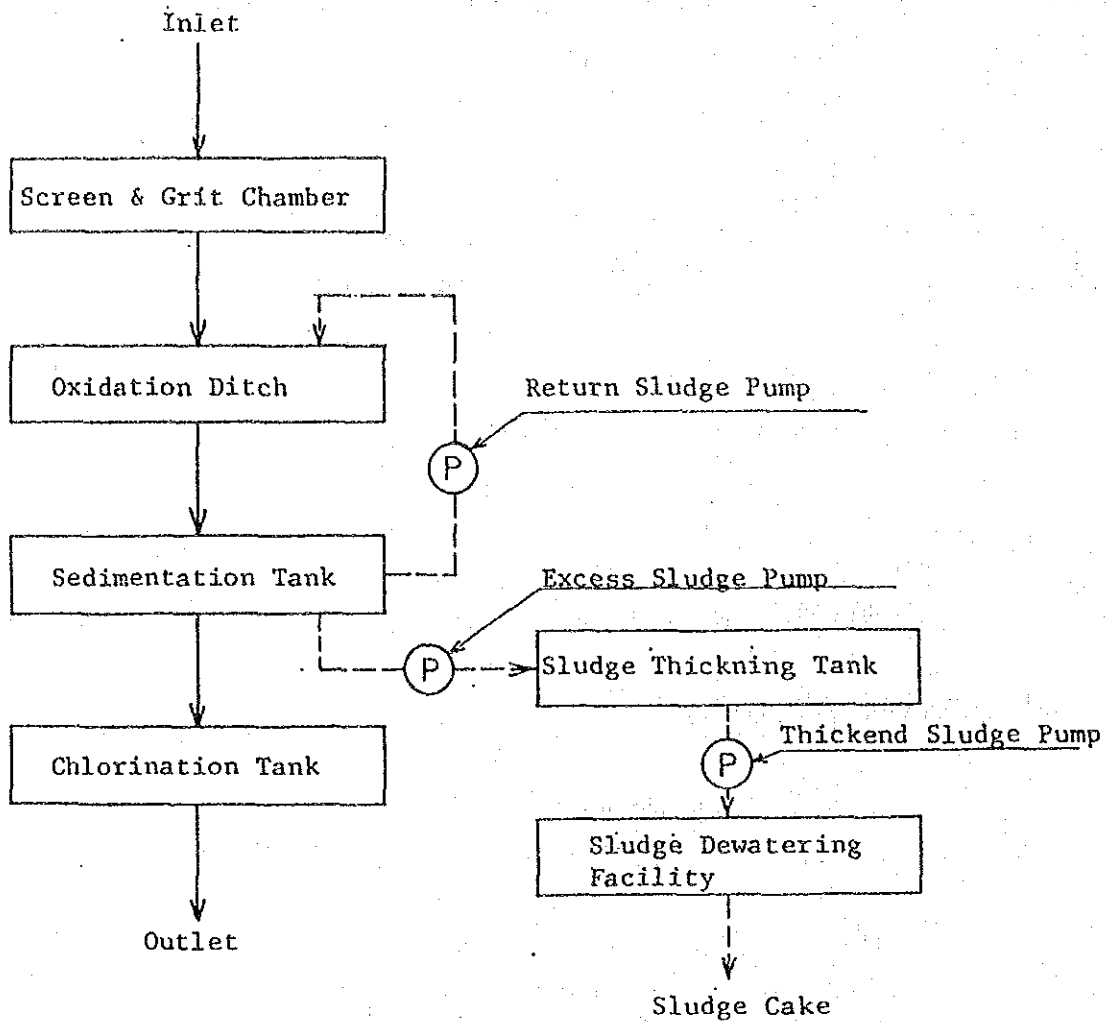 Inlet
Screen & Grit Chamber
Oxidation Ditch
Return Sludge Pump
P
Sedimentation Tank
Excess Sludge Pump
P
Sludge Thickning Tank
Thickend Sludge Pump
P
Chlorination Tank
Sludge Dewatering
Facility
Outlet
Sludge Cake